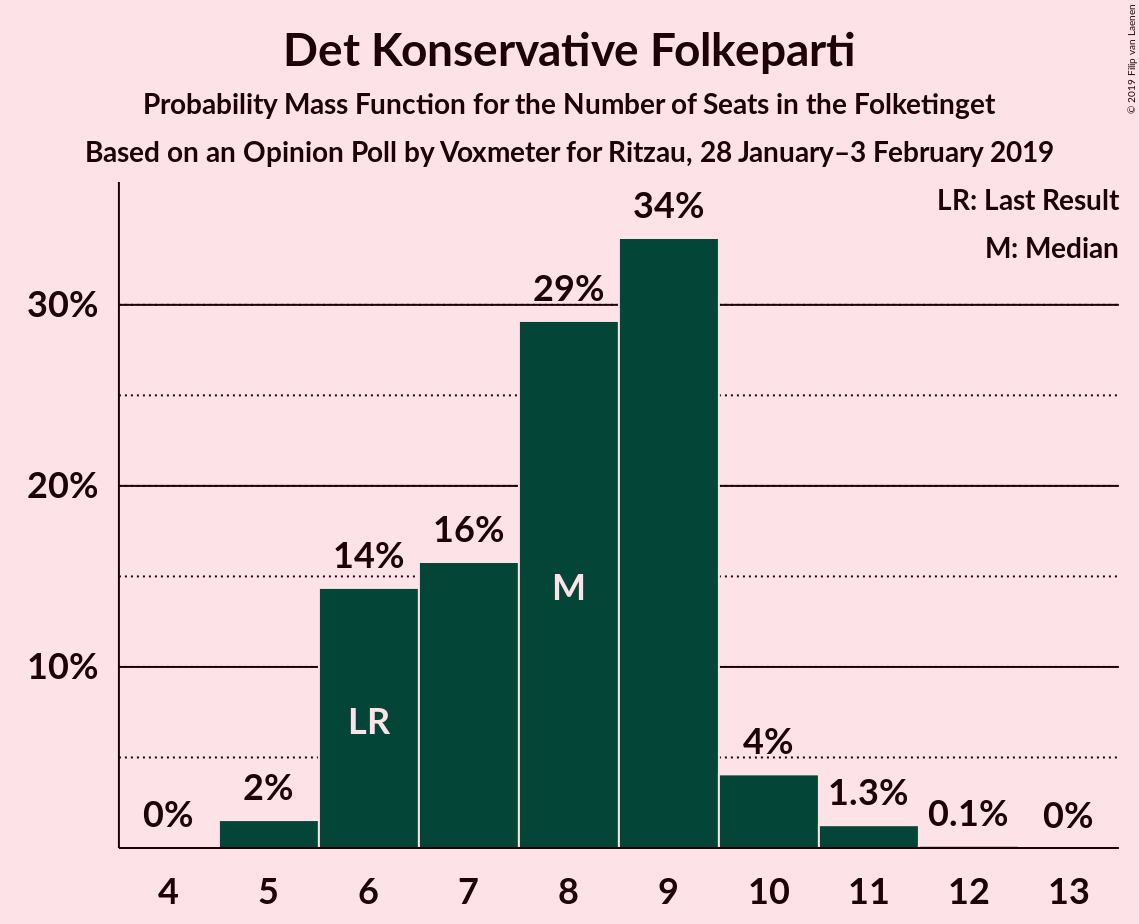 Det Konservative Folkeparti
Probability Mass Function for the Number of Seats in the Folketinget
Based on an Opinion Poll by Voxmeter for Ritzau, 28 January–3 February 2019
© 2019 Filip van Laenen
LR: Last Result
M: Median
34%
29%
30%
20%
16%
14%
M
10%
LR
4%
2%
1.3%
0%
0.1%
0%
4 5 6 7 8 9 10 11 12 13